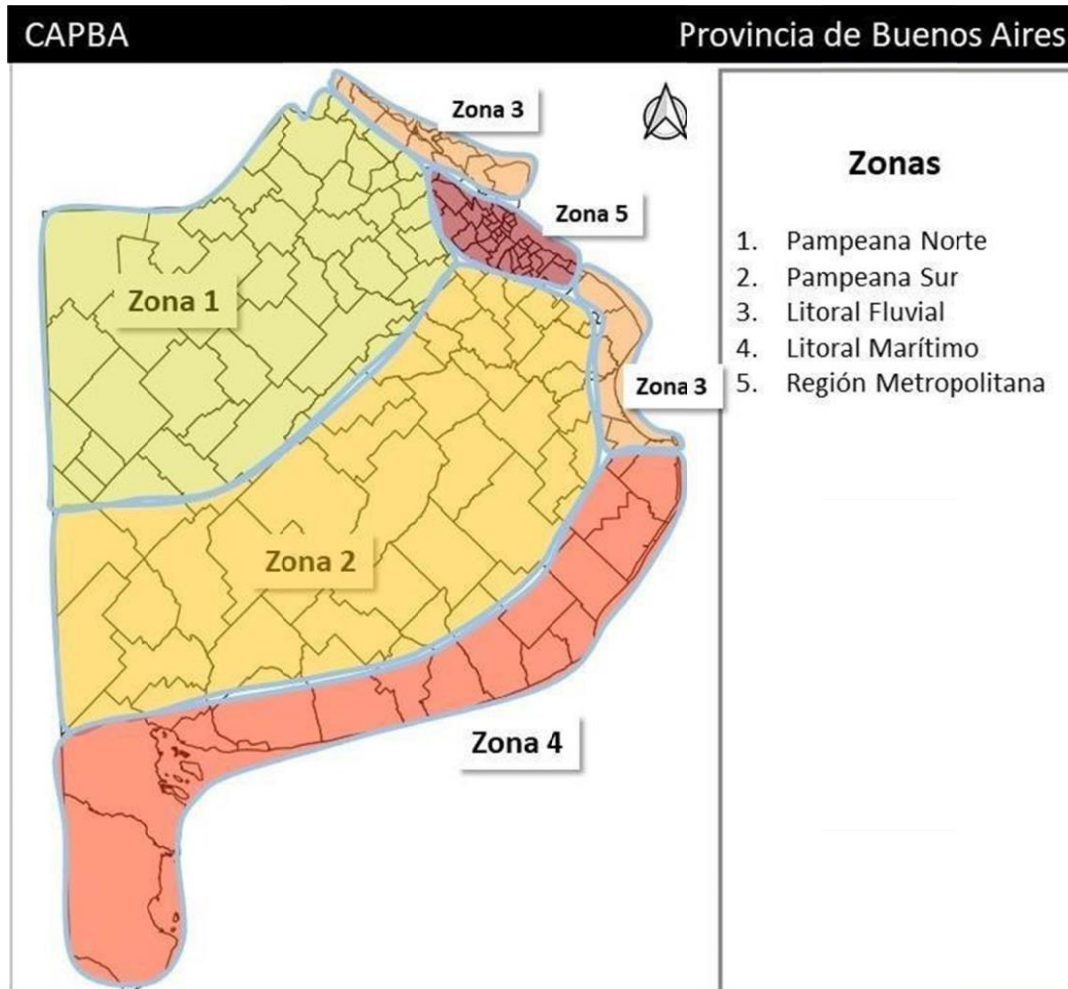 CAPBA
Provincia de Buenos Aires
Zona 3
Zona 5
Zona 1
Zona 3
Zona 2
Zona 4
Zonas
1. Pampeana Norte
2. Pampeana Sur
3. Litoral Fluvial
4. Litoral Marítimo
5. Región Metropolitana